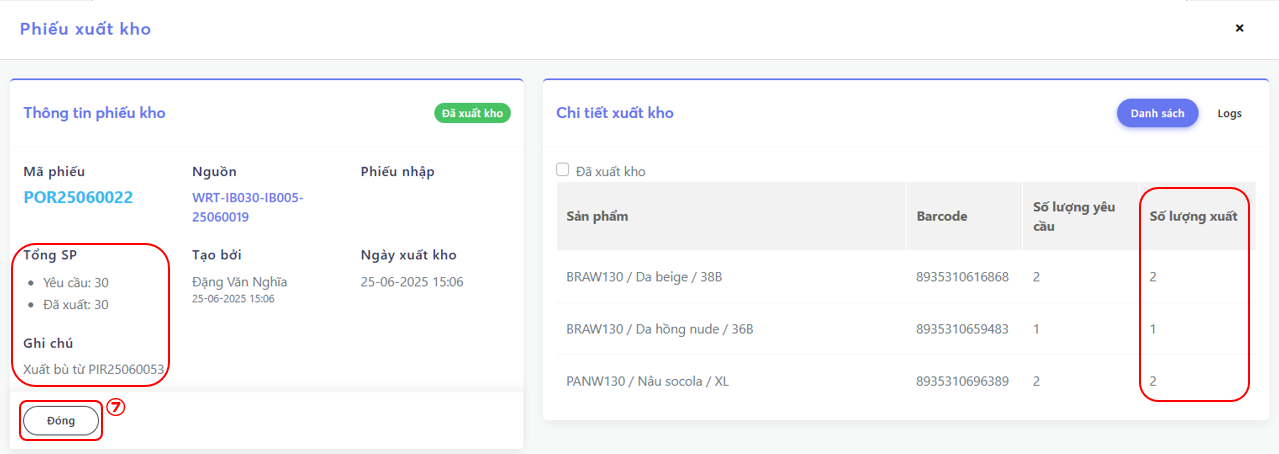 Phiếu xuất kho
×
Thông tin phiếu kho
Đã xuất kho
Mã phiếu
POR25060022
Nguồn
WRT-IB030-IB005-
25060019
Phiếu nhập
Tổng SP
Yêu cầu: 30
Đã xuất: 30
Tạo bởi
Đặng Văn Nghĩa
25-06-2025 15:06
Ngày xuất kho
25-06-2025 15:06
Ghi chú
Xuất bù từ PIR25060053
Đóng
⑦
Chi tiết xuất kho
Danh sách
Logs
Đã xuất kho
Sản phẩm Barcode Số lượng yêu cầu Số lượng xuất
BRAW130 / Da beige / 38B 8935310616868 2 2
BRAW130 / Da hồng nude / 36B 8935310659483 1 1
PANW130 / Nâu socola / XL 8935310696389 2 2